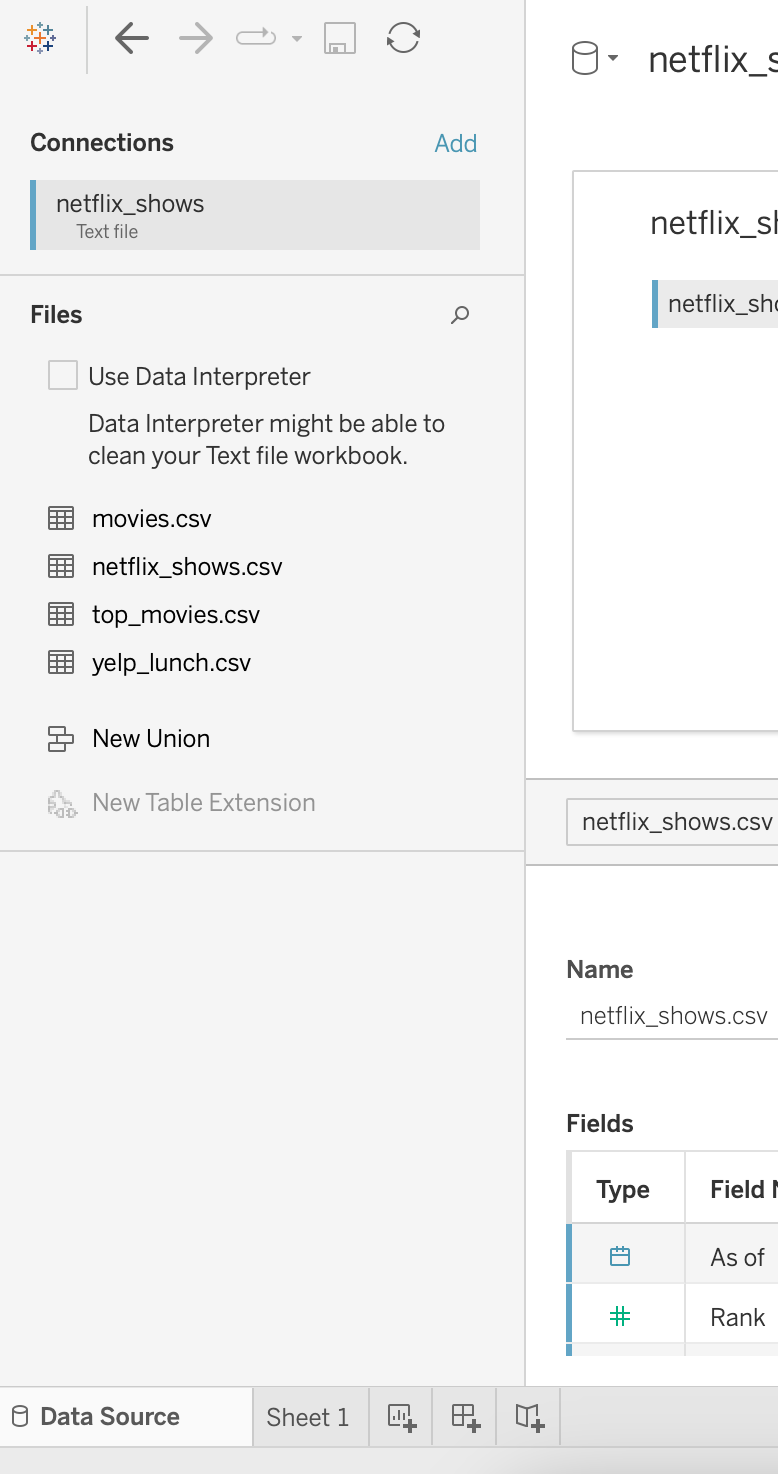 netflix_s
Connections
Add
netflix_shows
Text file
Files
Use Data Interpreter
Data Interpreter might be able to
clean your Text file workbook.
movies.csv
netflix_shows.csv
top_movies.csv
yelp_lunch.csv
New Union
New Table Extension
netflix_sh
netflix_sho
netflix_shows.csv
Name
netflix_shows.csv
Fields
Type
Field N
As of
Rank
Data Source
Sheet 1